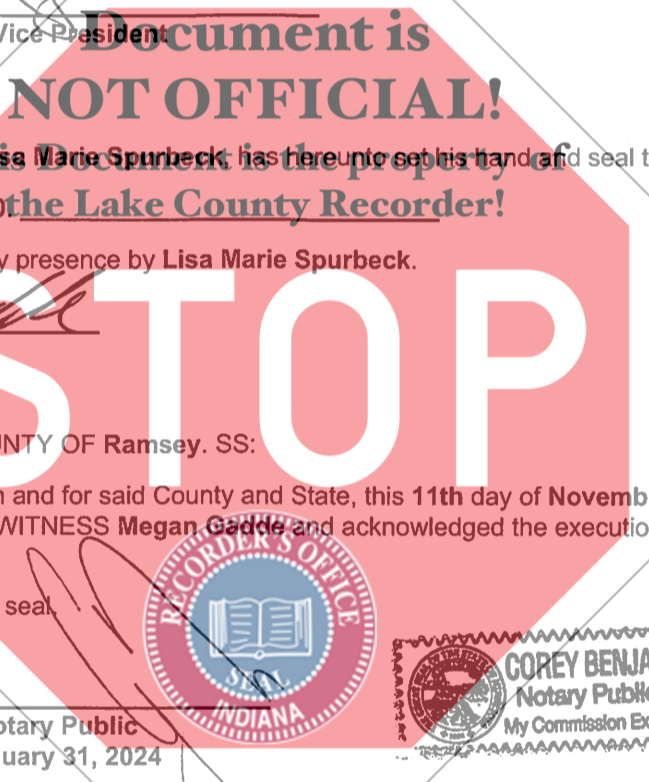 Vice President
Document is
NOT OFFICIAL!
sa Marie Spurbeck, has hereunto set his hand and seal t
is Document is the property of
the Lake County Recorder!
y presence by Lisa Marie Spurbeck.
STOP
UNTY OF Ramsey. SS:
n and for said County and State, this 11th day of Novemb
WITNESS Megan Gadde and acknowledged the executio
seal.
RECORDER'S OFFICE
SEAL
INDIANA
COREY BENJA
Notary Public
My Commission Ex
otary Public
uary 31, 2024